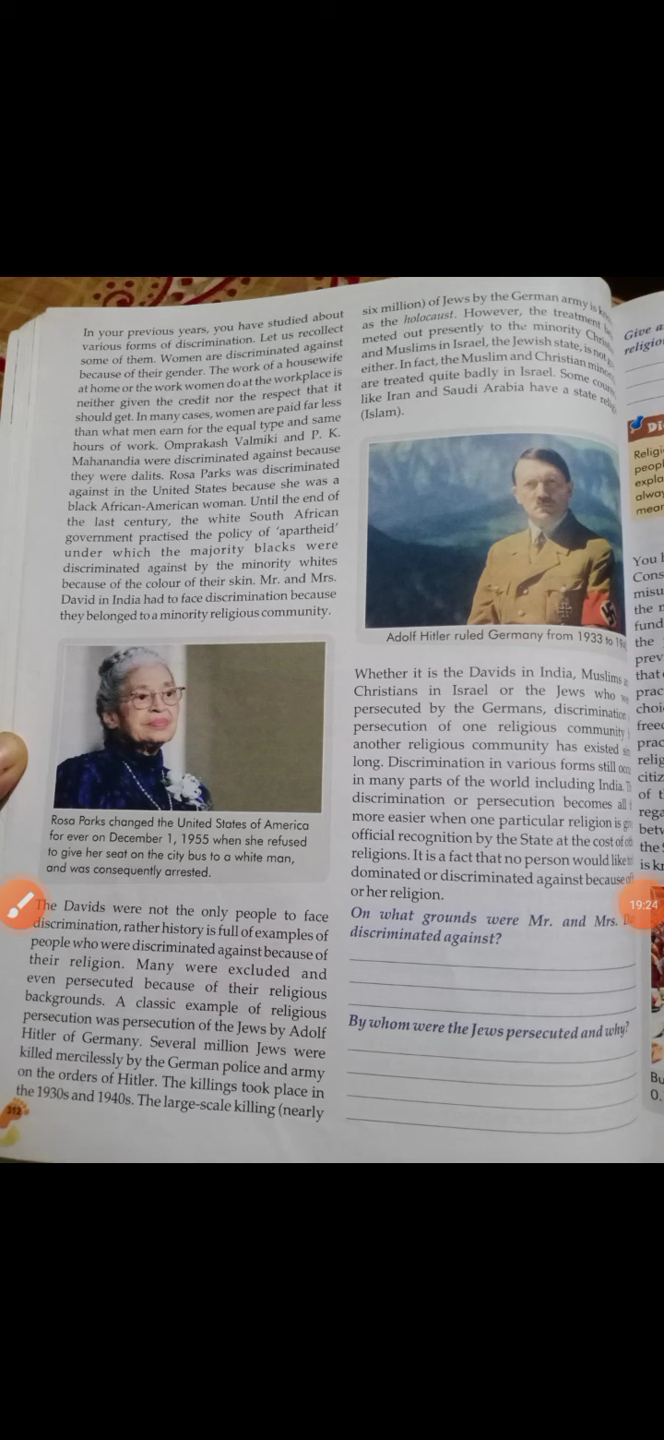 In your previous years, you have studied about
various forms of discrimination. Let us recollect
some of them. Women are discriminated against
because of their gender. The work of a housewife
at home or the work women do at the workplace is
neither given the credit nor the respect that it
should get. In many cases, women are paid far less
than what men earn for the equal type and same
hours of work. Omprakash Valmiki and P. K.
Mahanandia were discriminated against because
they were dalits. Rosa Parks was discriminated
against in the United States because she was a
black African-American woman. Until the end of
the last century, the white South African
government practised the policy of 'apartheid'
under which the majority blacks were
discriminated against by the minority whites
because of the colour of their skin. Mr. and Mrs.
David in India had to face discrimination because
they belonged to a minority religious community.
Rosa Parks changed the United States of America
for ever on December 1, 1955 when she refused
to give her seat on the city bus to a white man,
and was consequently arrested.
The Davids were not the only people to face
discrimination, rather history is full of examples of
people who were discriminated against because of
their religion. Many were excluded and
even persecuted because of their religious
backgrounds. A classic example of religious
persecution was persecution of the Jews by Adolf
Hitler of Germany. Several million Jews were
killed mercilessly by the German police and army
on the orders of Hitler. The killings took place in
the 1930s and 1940s. The large-scale killing (nearly
312
six million) of Jews by the German army is
as the holocaust. However, the treatment
meted out presently to the minority
and Muslims in Israel, the Jewish state, is not
either. In fact, the Muslim and Christian
are treated quite badly in Israel. Some
like Iran and Saudi Arabia have a state
(Islam).
Adolf Hitler ruled Germany from 1933 to
Whether it is the Davids in India, Muslims
Christians in Israel or the Jews who
persecuted by the Germans, discrimination
persecution of one religious community
another religious community has existed
long. Discrimination in various forms still
in many parts of the world including India.
discrimination or persecution becomes all
more easier when one particular religion is
official recognition by the State at the cost of
religions. It is a fact that no person would like
dominated or discriminated against because
or her religion.
On what grounds were Mr. and Mrs.
discriminated against?
By whom were the Jews persecuted and why?
Give
You
the
the
that
of
the
is
19:24
Bu
0.